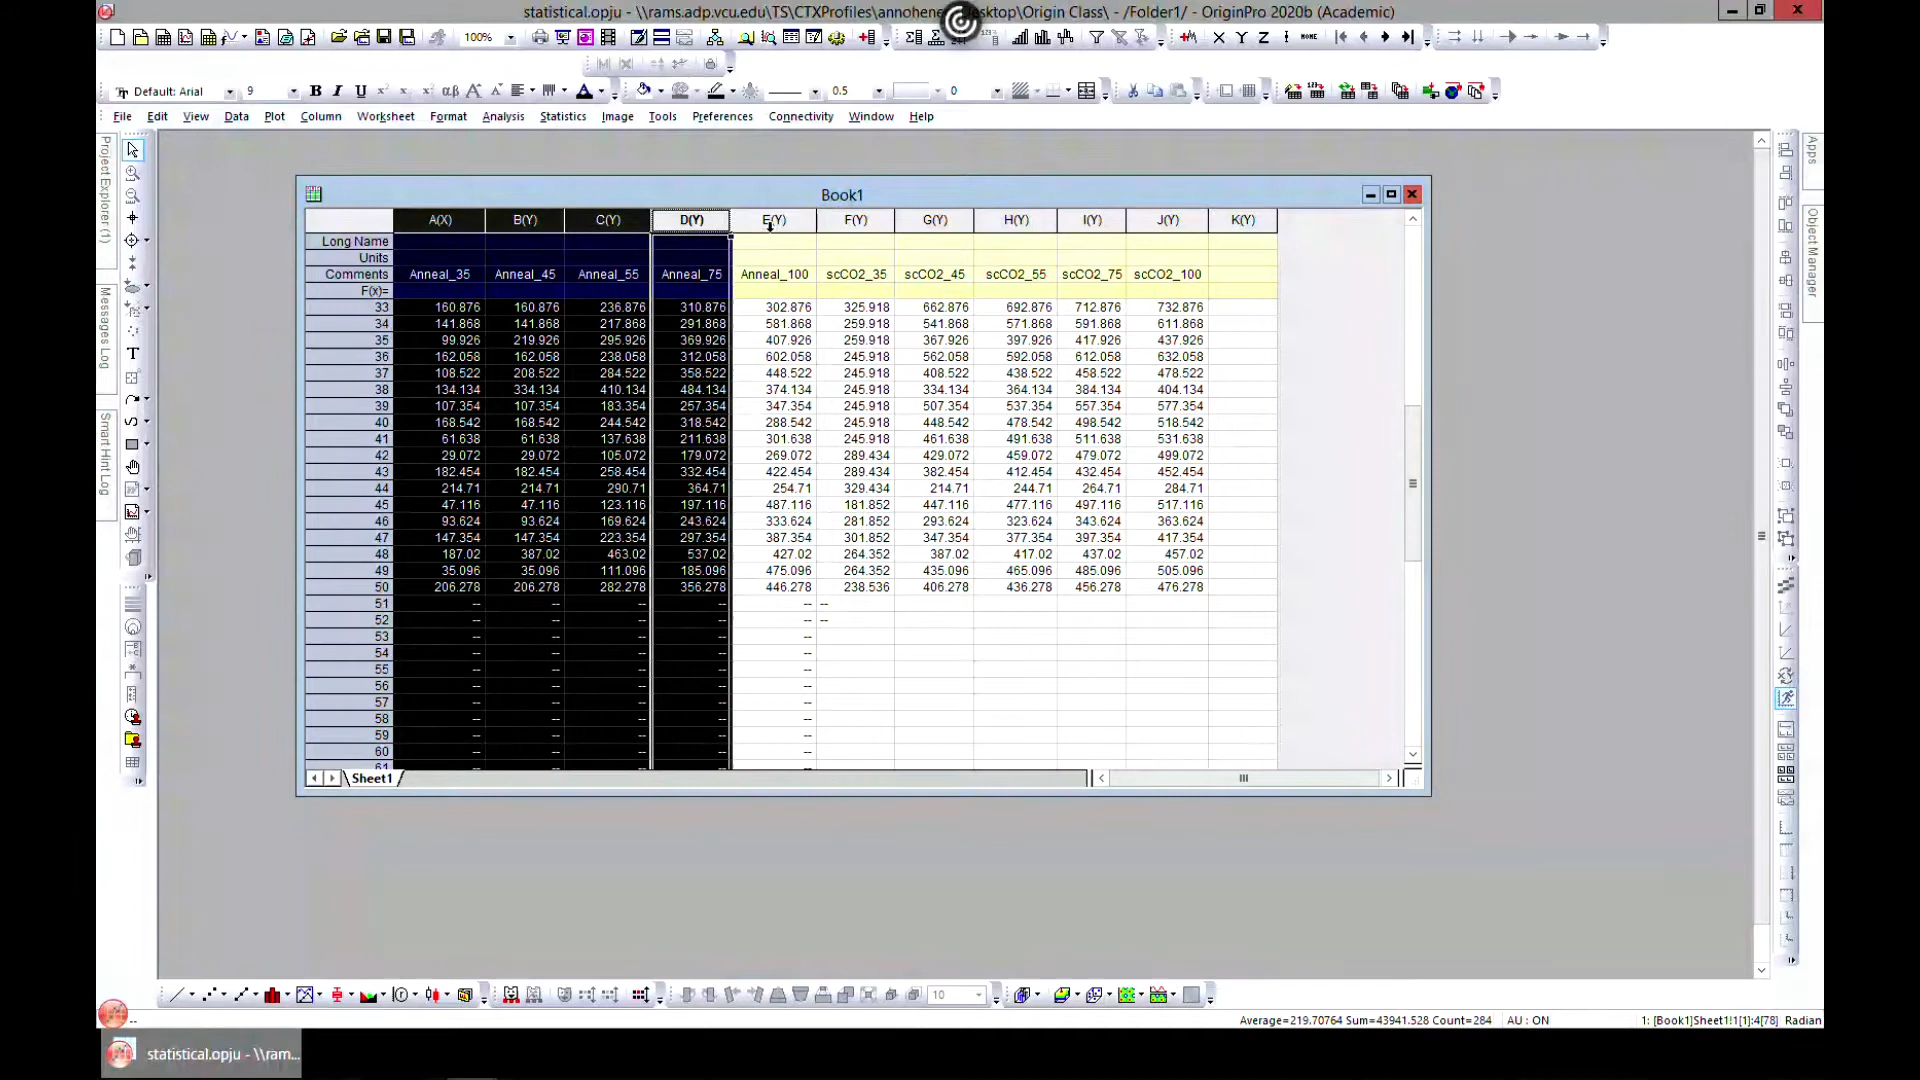 statistical.opju - \\rams.adp.vcu.edu\TS\CTXProfiles\annohene
sktop\Origin Class\ - /Folder1/ - OriginPro 2020b (Academic)
100%
HOME
Default: Arial 9 B I U 0.5 0
File Edit View Data Plot Column Worksheet Format Analysis Statistics Image Tools Preferences Connectivity Window Help
Project Explorer (1)
Messages Log
Smart Hint Log
Apps
Object Manager
Book1
A(X) B(Y) C(Y) D(Y) E(Y) F(Y) G(Y) H(Y) I(Y) J(Y) K(Y)
Long Name
Units
Comments Anneal_35 Anneal_45 Anneal_55 Anneal_75 Anneal_100 scCO2_35 scCO2_45 scCO2_55 scCO2_75 scCO2_100
F(x)=
33 160.876 160.876 236.876 310.876 302.876 325.918 662.876 692.876 712.876 732.876
34 141.868 141.868 217.868 291.868 581.868 259.918 541.868 571.868 591.868 611.868
35 99.926 219.926 295.926 369.926 407.926 259.918 367.926 397.926 417.926 437.926
36 162.058 162.058 238.058 312.058 602.058 245.918 562.058 592.058 612.058 632.058
37 108.522 208.522 284.522 358.522 448.522 245.918 408.522 438.522 458.522 478.522
38 134.134 334.134 410.134 484.134 374.134 245.918 334.134 364.134 384.134 404.134
39 107.354 107.354 183.354 257.354 347.354 245.918 507.354 537.354 557.354 577.354
40 168.542 168.542 244.542 318.542 288.542 245.918 448.542 478.542 498.542 518.542
41 61.638 61.638 137.638 211.638 301.638 245.918 461.638 491.638 511.638 531.638
42 29.072 29.072 105.072 179.072 269.072 289.434 429.072 459.072 479.072 499.072
43 182.454 182.454 258.454 332.454 422.454 289.434 382.454 412.454 432.454 452.454
44 214.71 214.71 290.71 364.71 254.71 329.434 214.71 244.71 264.71 284.71
45 47.116 47.116 123.116 197.116 487.116 181.852 447.116 477.116 497.116 517.116
46 93.624 93.624 169.624 243.624 333.624 281.852 293.624 323.624 343.624 363.624
47 147.354 147.354 223.354 297.354 387.354 301.852 347.354 377.354 397.354 417.354
48 187.02 387.02 463.02 537.02 427.02 264.352 387.02 417.02 437.02 457.02
49 35.096 35.096 111.096 185.096 475.096 264.352 435.096 465.096 485.096 505.096
50 206.278 206.278 282.278 356.278 446.278 238.536 406.278 436.278 456.278 476.278
51 -- -- -- -- -- --
52 -- -- -- -- -- --
53 -- -- -- -- --
54 -- -- -- -- --
55 -- -- -- -- --
56 -- -- -- -- --
57 -- -- -- -- --
58 -- -- -- -- --
59 -- -- -- -- --
60 -- -- -- -- --
61 -- -- -- -- --
Sheet1
10
--
Average=219.70764 Sum=43941.528 Count=284 AU : ON 1: [Book1]Sheet1!1[1]:4[78] Radian
statistical.opju - \\ram...